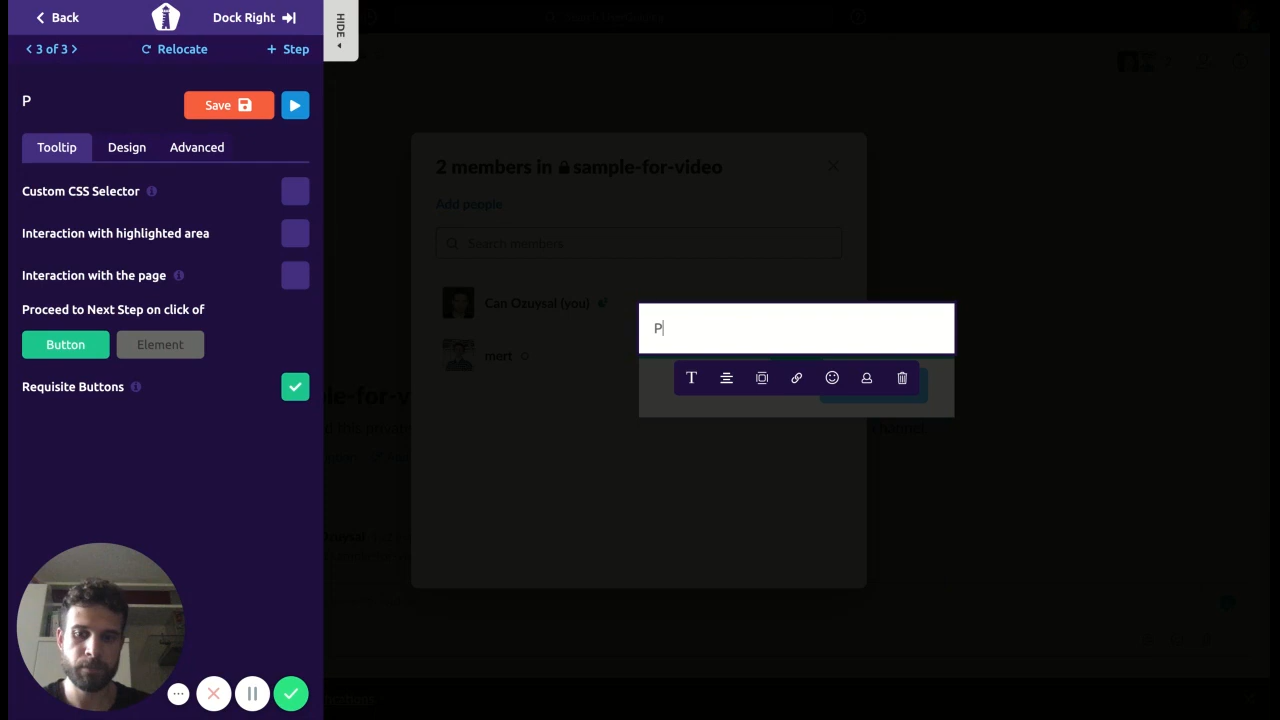 Back
Dock Right
HIDE
3 of 3
Relocate
+ Step
P
Save
Tooltip
Design
Advanced
2 members in sample-for-video
Add people
Search members
Custom CSS Selector
Interaction with highlighted area
Interaction with the page
Proceed to Next Step on click of
Button
Element
Requisite Buttons
Can Ozuysal (you)
mert
P